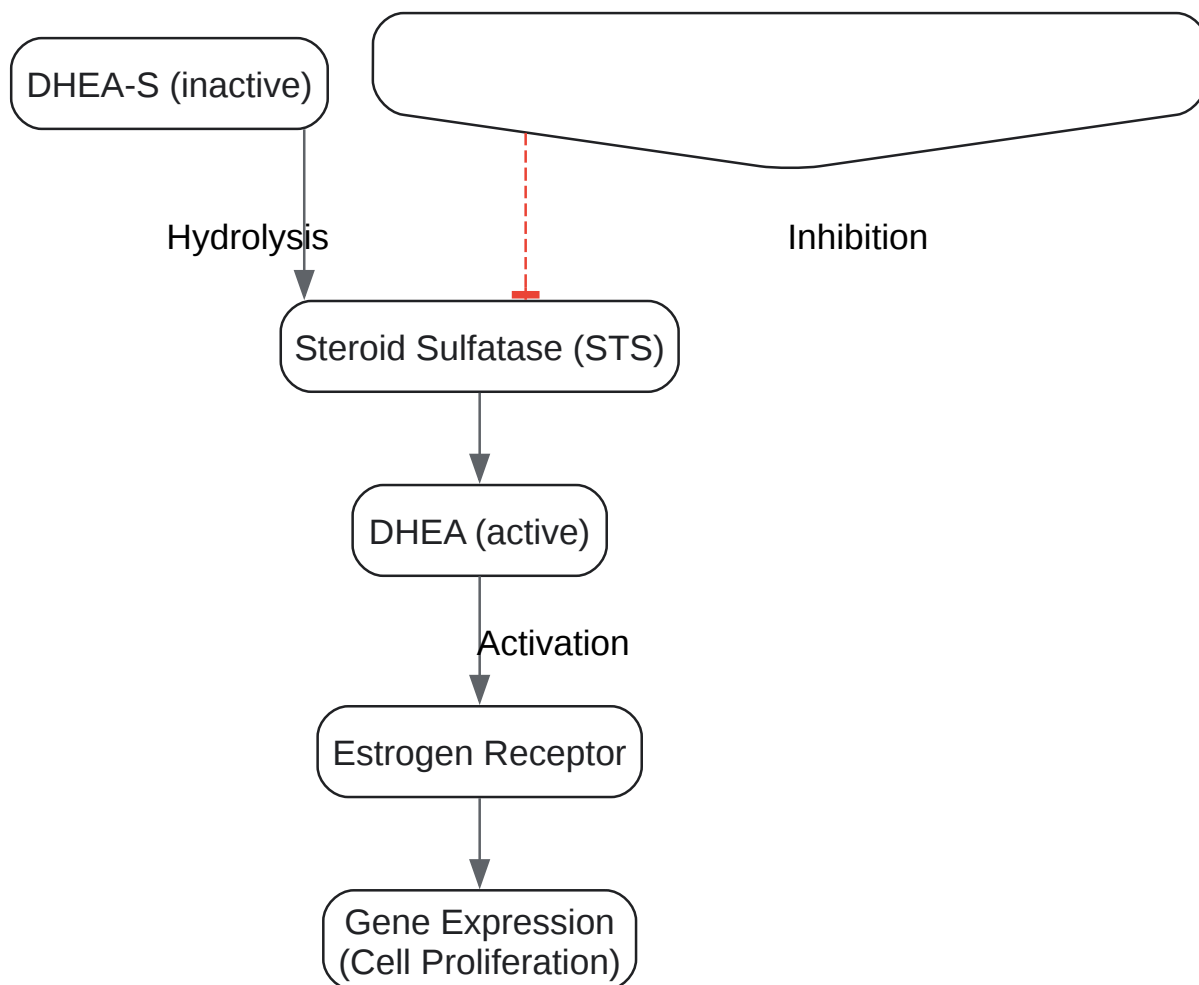 DHEA-S (inactive)
Hydrolysis
Inhibition
Steroid Sulfatase (STS)
DHEA (active)
Activation
Estrogen Receptor
Gene Expression
(Cell Proliferation)